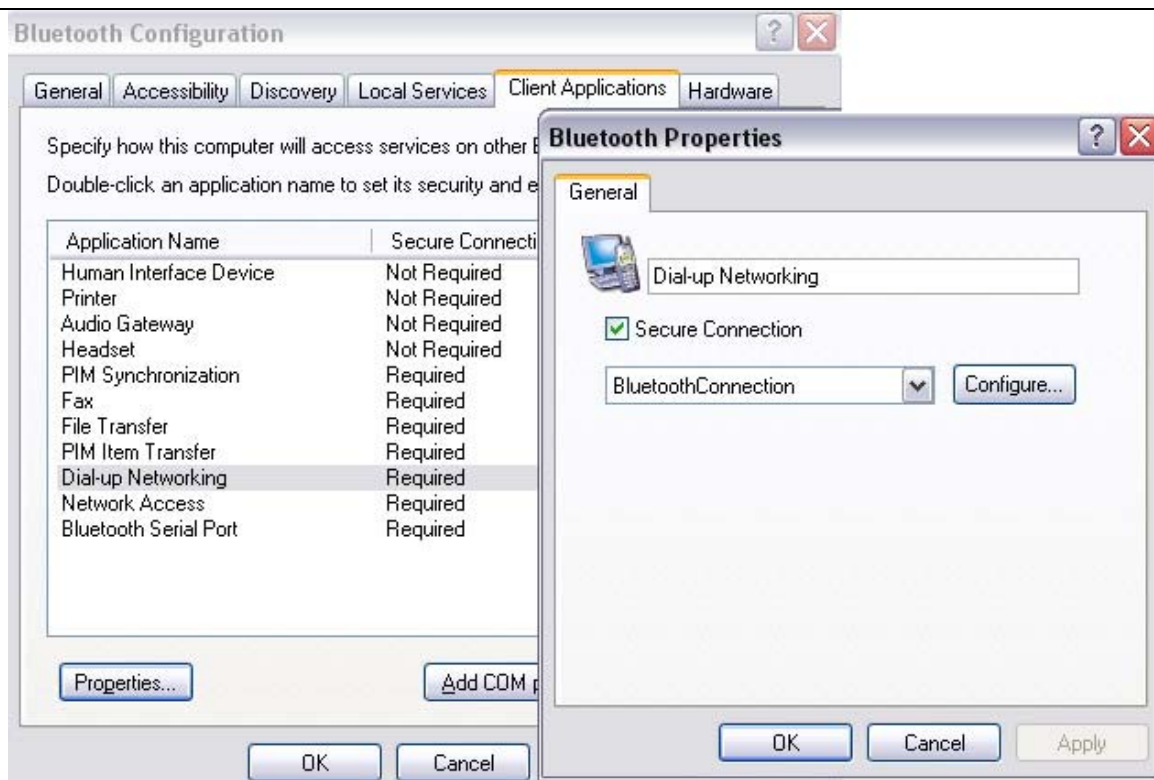 Bluetooth Configuration
General Accessibility Discovery Local Services Client Applications Hardware
Specify how this computer will access services on other
Double-click an application name to set its security and
Application Name Secure
Human Interface Device Not Required
Printer Not Required
Audio Gateway Not Required
Headset Not Required
PIM Synchronization Required
Fax Required
File Transfer Required
PIM Item Transfer Required
Dial-up Networking Required
Network Access Required
Bluetooth Serial Port Required
Properties... Add COM
OK Cancel
Bluetooth Properties
General
Dial-up Networking
Secure Connection
BluetoothConnection Configure...
OK Cancel Apply